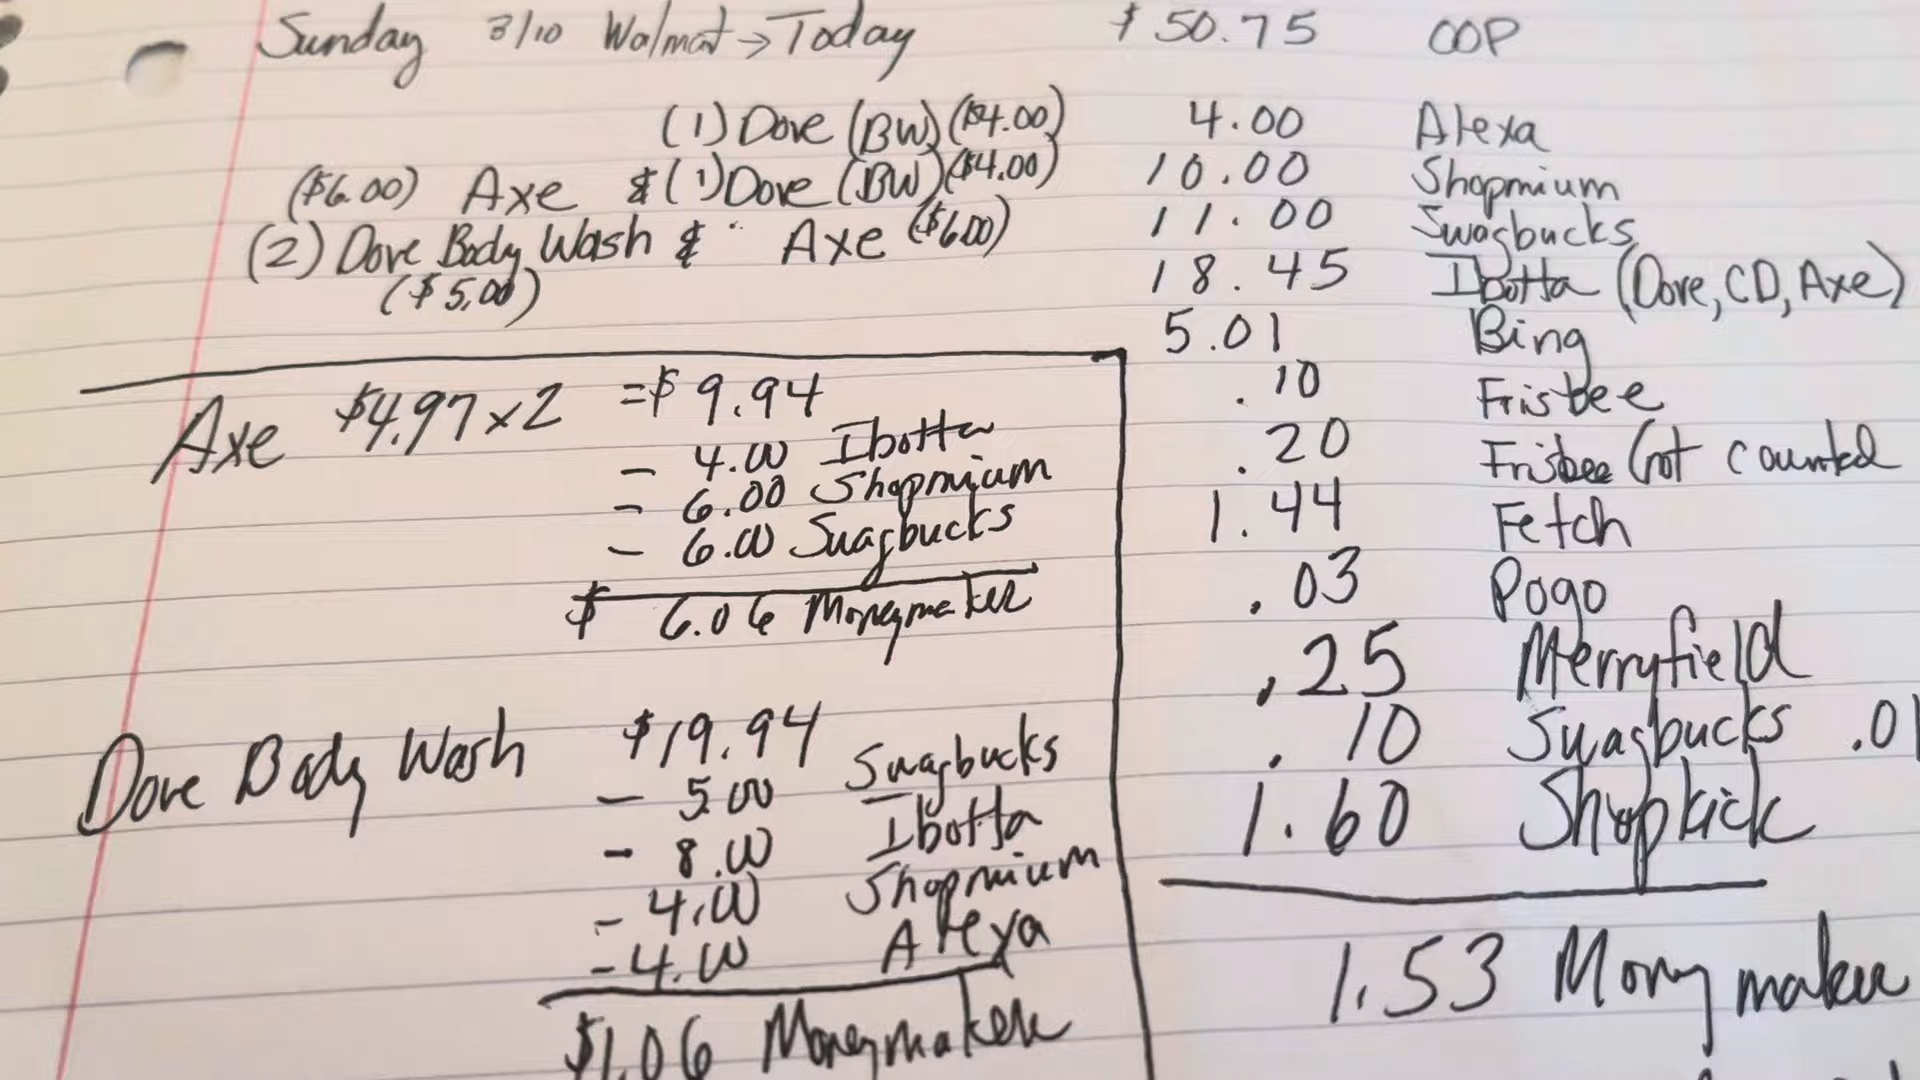 Sunday 3/10 Walmat → Today $50.75 OOP
(1) Dove (BW) ($4.00)
($6.00) Axe & (1) Dove (BW) ($4.00)
(2) Dove Body Wash & Axe ($6.00)
($5.00)
4.00 Alexa
10.00 Shopmium
11.00 Swagbucks
18.45 Ibotta (Dove, CD, Axe)
5.01 Bing
.10 Frisbee
.20 Frisbee (not counted
1.44 Fetch
.03 Pogo
.25 Merryfield
.10 Swagbucks .01
1.60 Shopkick
1.53 Moneymaker
Axe $4.97 x 2 = $9.94
- 4.00 Ibotta
- 6.00 Shopmium
- 6.00 Swagbucks
$ 6.06 Moneymaker
Dove Body Wash $19.94
- 5.00 Swagbucks
- 8.00 Ibotta
- 4.00 Shopmium
- 4.00 Alexa
$1.06 Moneymaker